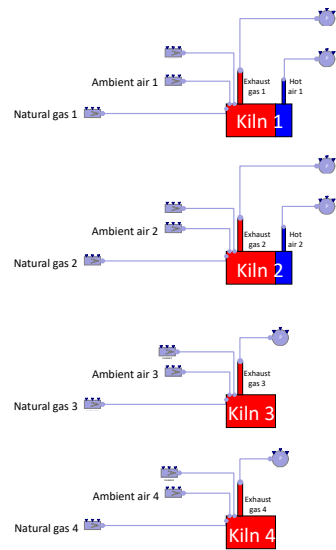 Ambient air 1
Exhaust
gas 1
Hot
air 1
Natural gas 1
Kiln 1
Ambient air 2
Exhaust
gas 2
Hot
air 2
Natural gas 2
Kiln 2
Ambient air 3
Exhaust
gas 3
Natural gas 3
Kiln 3
Ambient air 4
Exhaust
gas 4
Natural gas 4
Kiln 4